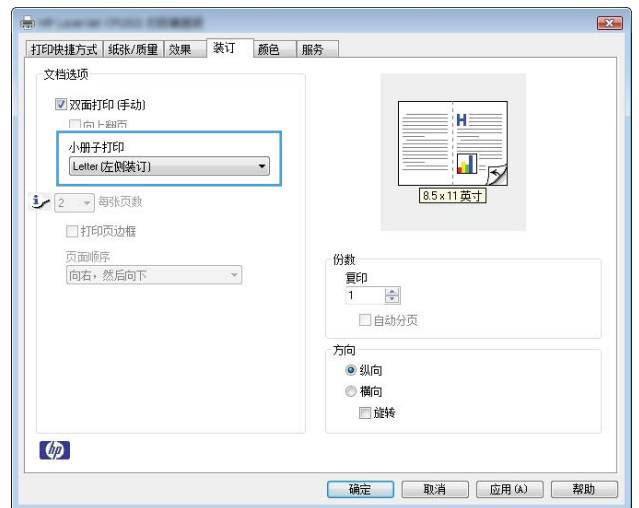 打印快捷方式 纸张/质量 效果 装订 颜色 服务
文档选项
双面打印(手动)
向上翻页
小册子打印
Letter (左侧装订)
2 每张页数
打印页边框
页面顺序
向右，然后向下
H
8.5 x 11 英寸
份数
复印
1
自动分页
方向
纵向
横向
旋转
hp
确定 取消 应用(A) 帮助